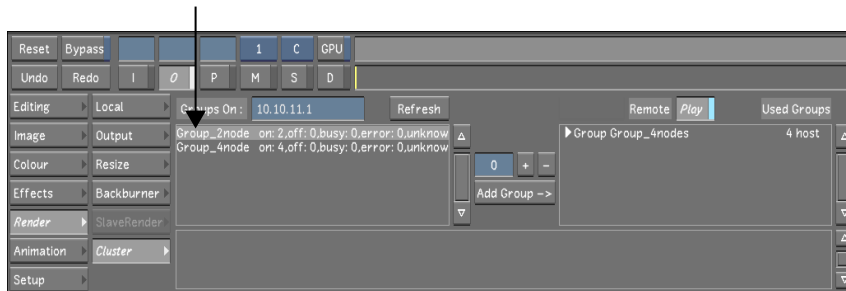 Reset Bypass 1 C GPU
Undo Redo I O P M S D
Editing Local Groups On : 10.10.11.1 Refresh Remote Play Used Groups
Image Output Group_2node on: 2,off: 0,busy: 0,error: 0,unknow Group Group_4nodes 4 host
Group_4node on: 4,off: 0,busy: 0,error: 0,unknow
Colour Resize 0 + -
Effects Backburner Add Group ->
Render SlaveRender
Animation Cluster
Setup